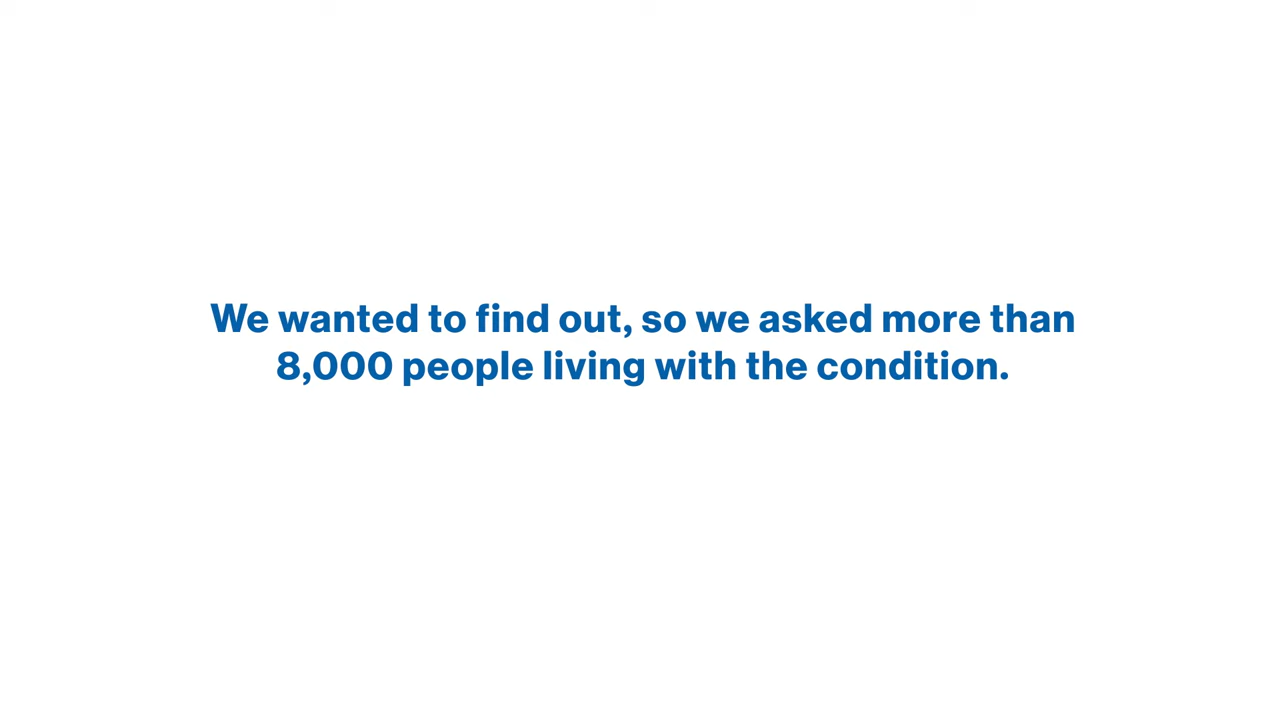 We wanted to find out, so we asked more than
8,000 people living with the condition.